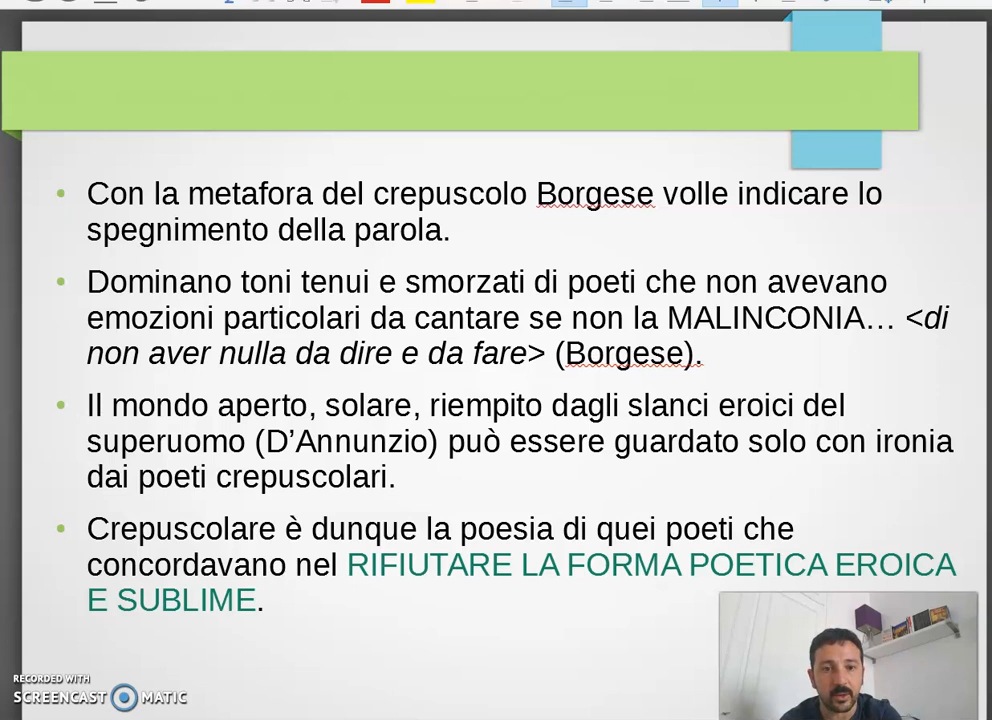 Con la metafora del crepuscolo Borgese volle indicare lo
spegnimento della parola.
Dominano toni tenui e smorzati di poeti che non avevano
emozioni particolari da cantare se non la MALINCONIA… <di
non aver nulla da dire e da fare> (Borgese).
Il mondo aperto, solare, riempito dagli slanci eroici del
superuomo (D’Annunzio) può essere guardato solo con ironia
dai poeti crepuscolari.
Crepuscolare è dunque la poesia di quei poeti che
concordavano nel RIFIUTARE LA FORMA POETICA EROICA
E SUBLIME.
RECORDED WITH
SCREENCAST MATIC